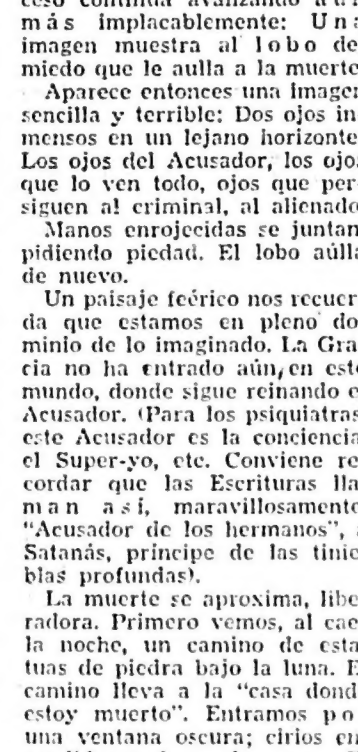 ceso continúa avanzando aún
más implacablemente: Una
imagen muestra al lobo de
miedo que le aulla a la muerte
Aparece entonces una imagen
sencilla y terrible: Dos ojos in
mensos en un lejano horizonte
Los ojos del Acusador, los ojos
que lo ven todo, ojos que per
siguen al criminal, al alienado
Manos enrojecidas se juntan
pidiendo piedad. El lobo aúlla
de nuevo.
Un paisaje feérico nos recuer
da que estamos en pleno do
minio de lo imaginado. La Gra
cia no ha entrado aún, en este
mundo, donde sigue reinando e
Acusador. (Para los psiquiatras
este Acusador es la conciencia
el Super-yo, etc. Conviene re
cordar que las Escrituras lla
man así, maravillosamente
"Acusador de los hermanos", a
Satanás, príncipe de las tinie
blas profundas).
La muerte se aproxima, libe
radora. Primero vemos, al cae
la noche, un camino de esta
tuas de piedra bajo la luna. E
camino lleva a la "casa dond
estoy muerto". Entramos po
una ventana oscura; cirios en